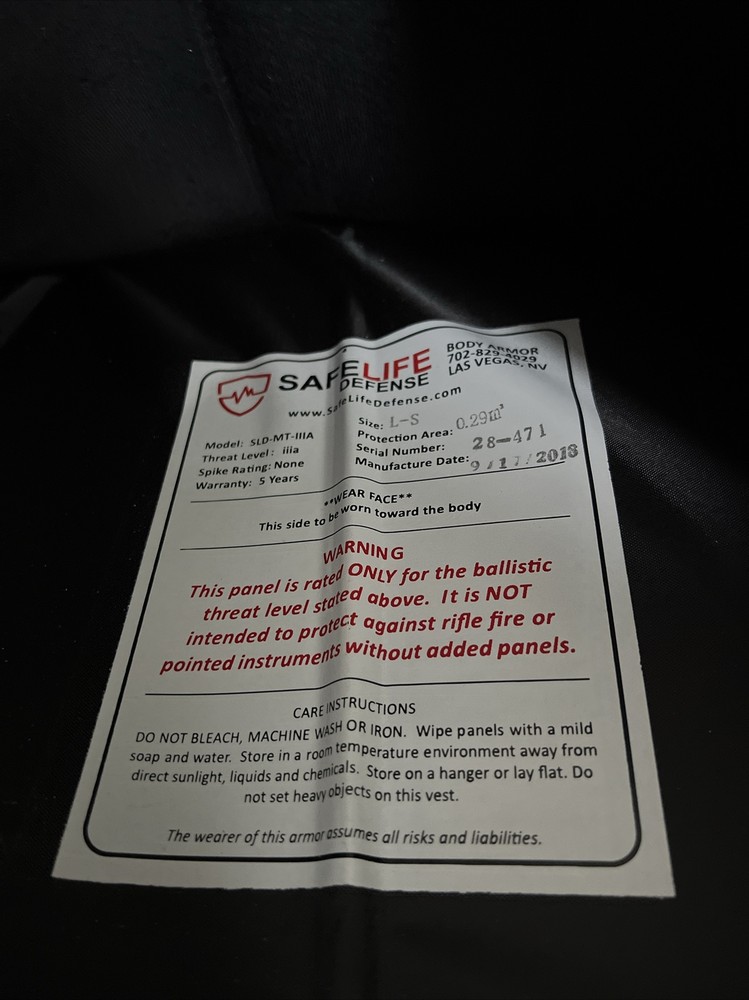 SAFELIFE
DEFENSE
BODY ARMOR
702-829-4029
LAS VEGAS, NV
www.SafeLifeDefense.com
Model: SLD-MT-IIIA
Threat Level: iiia
Spike Rating: None
Warranty: 5 Years
Size: L-S
Protection Area: 0.29m²
Serial Number: 28-471
Manufacture Date: 9/17/2018
**WEAR FACE**
This side to be worn toward the body
WARNING
This panel is rated ONLY for the ballistic
threat level stated above. It is NOT
intended to protect against rifle fire or
pointed instruments without added panels.
CARE INSTRUCTIONS
DO NOT BLEACH, MACHINE WASH OR IRON. Wipe panels with a mild
soap and water. Store in a room temperature environment away from
direct sunlight, liquids and chemicals. Store on a hanger or lay flat. Do
not set heavy objects on this vest.
The wearer of this armor assumes all risks and liabilities.